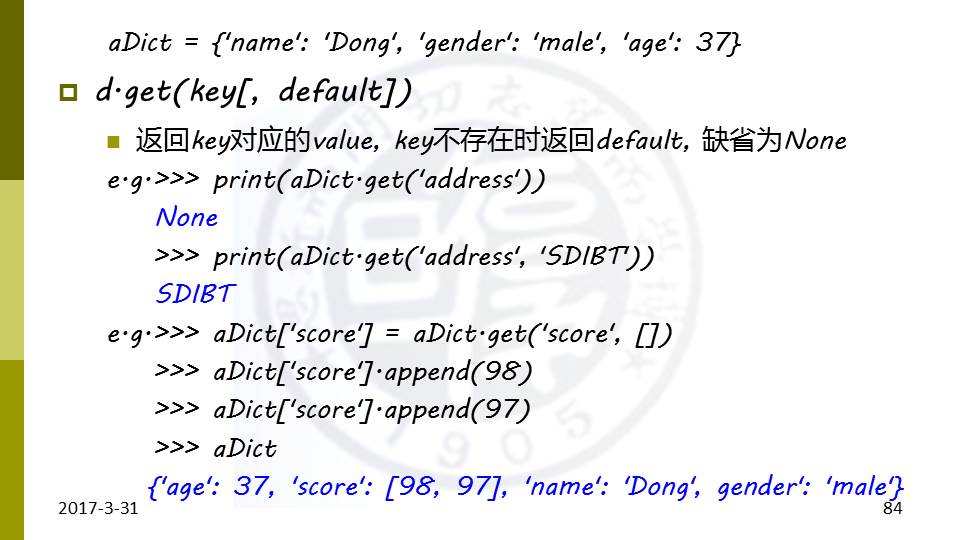 aDict = {'name': 'Dong', 'gender': 'male', 'age': 37}
d.get(key[, default])
返回key对应的value, key不存在时返回default, 缺省为None
e.g.>>> print(aDict.get('address'))
None
>>> print(aDict.get('address', 'SDIBT'))
SDIBT
e.g.>>> aDict['score'] = aDict.get('score', [])
>>> aDict['score'].append(98)
>>> aDict['score'].append(97)
>>> aDict
{'age': 37, 'score': [98, 97], 'name': 'Dong', gender': 'male'}
2017-3-31
84
1905